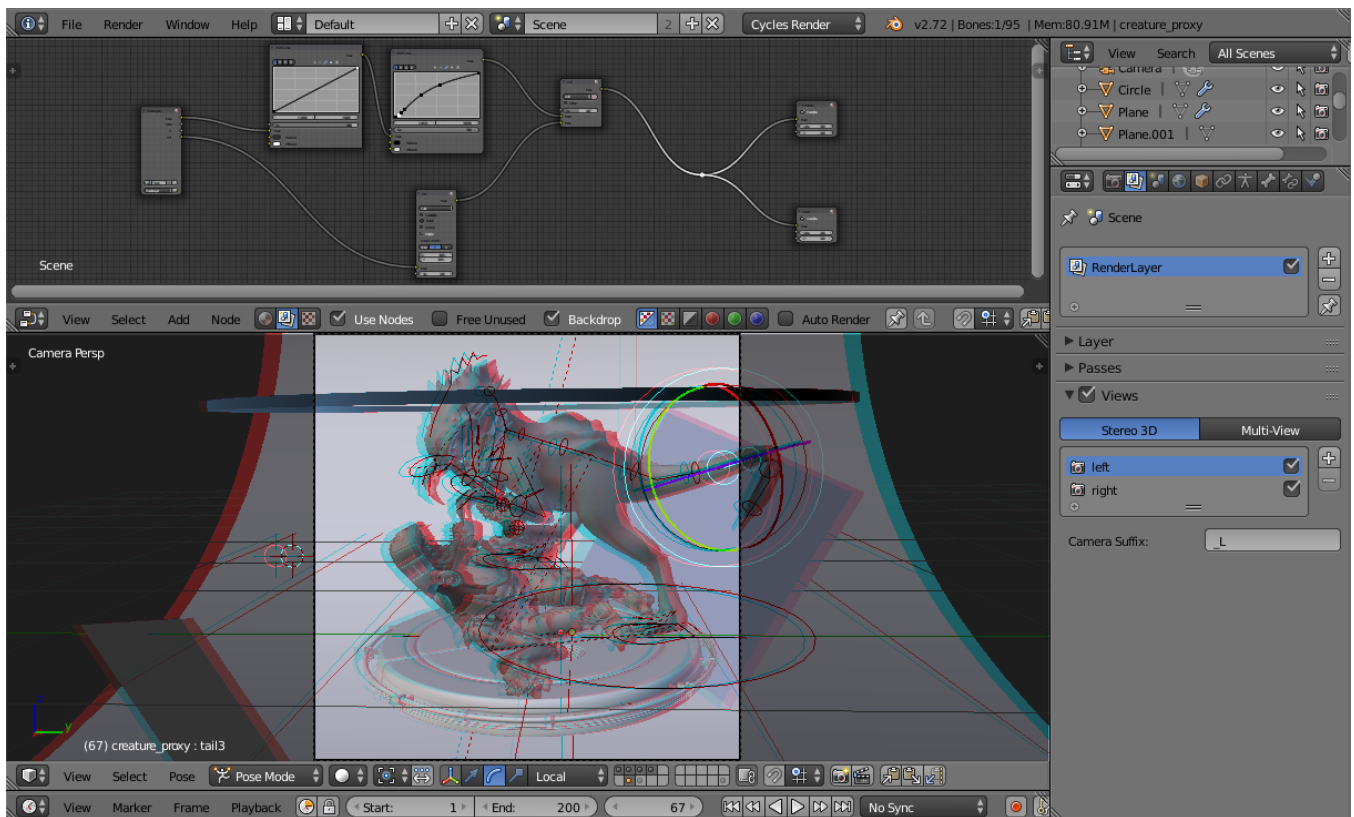 File Render Window Help Default Scene 2 Cycles Render v2.72 | Bones:1/95 | Mem:80.91M | creature_proxy
View Search All Scenes
Camera
Circle
Plane
Plane.001
Scene
RenderLayer
Scene
View Select Add Node Use Nodes Free Unused Backdrop Auto Render
Layer
Passes
Views
Stereo 3D Multi-View
left
right
Camera Suffix: _L
Camera Persp
z
y
(67) creature_proxy : tail3
View Select Pose Pose Mode Local
View Marker Frame Playback Start: 1 End: 200 67 No Sync